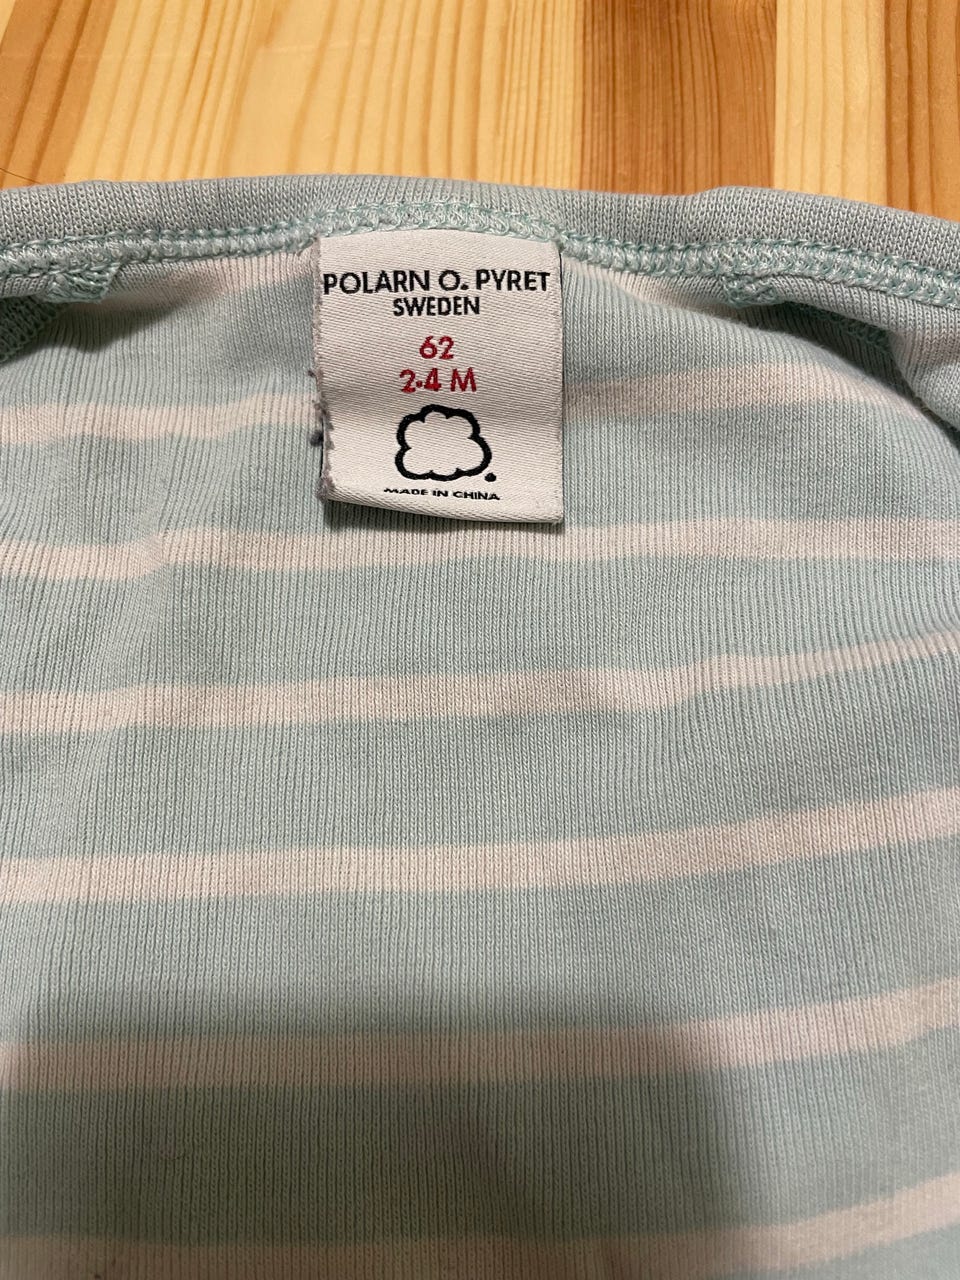 POLARN O. PYRET
SWEDEN
62
2-4 M
MADE IN CHINA